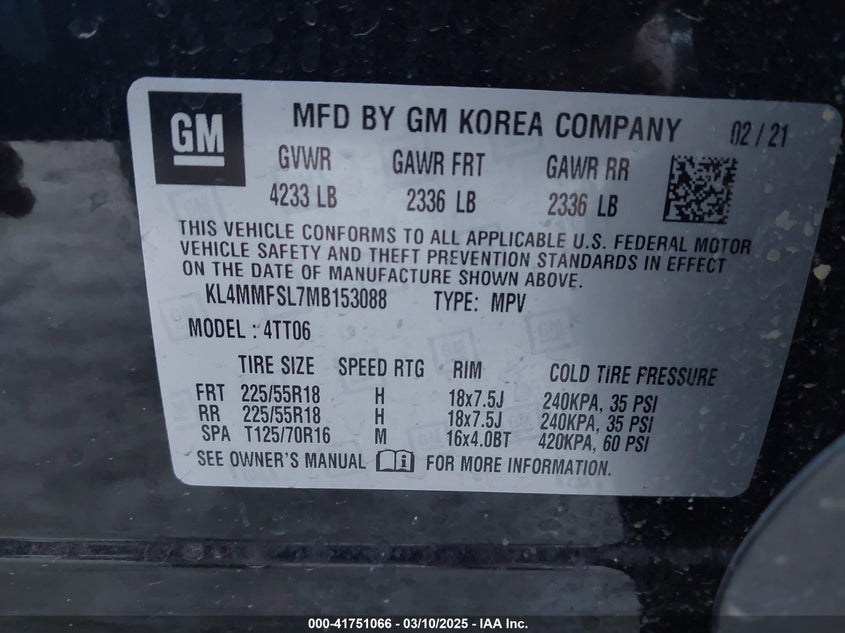 GM
MFD BY GM KOREA COMPANY 02 / 21
GVWR GAWR FRT GAWR RR
4233 LB 2336 LB 2336 LB
THIS VEHICLE CONFORMS TO ALL APPLICABLE U.S. FEDERAL MOTOR
VEHICLE SAFETY AND THEFT PREVENTION STANDARDS IN EFFECT
ON THE DATE OF MANUFACTURE SHOWN ABOVE.
KL4MMFSL7MB153088 TYPE: MPV
MODEL : 4TT06
TIRE SIZE SPEED RTG RIM COLD TIRE PRESSURE
FRT 225/55R18 H 18x7.5J 240KPA, 35 PSI
RR 225/55R18 H 18x7.5J 240KPA, 35 PSI
SPA T125/70R16 M 16x4.0BT 420KPA, 60 PSI
SEE OWNER'S MANUAL FOR MORE INFORMATION.
000-41751066 - 03/10/2025 - IAA Inc.